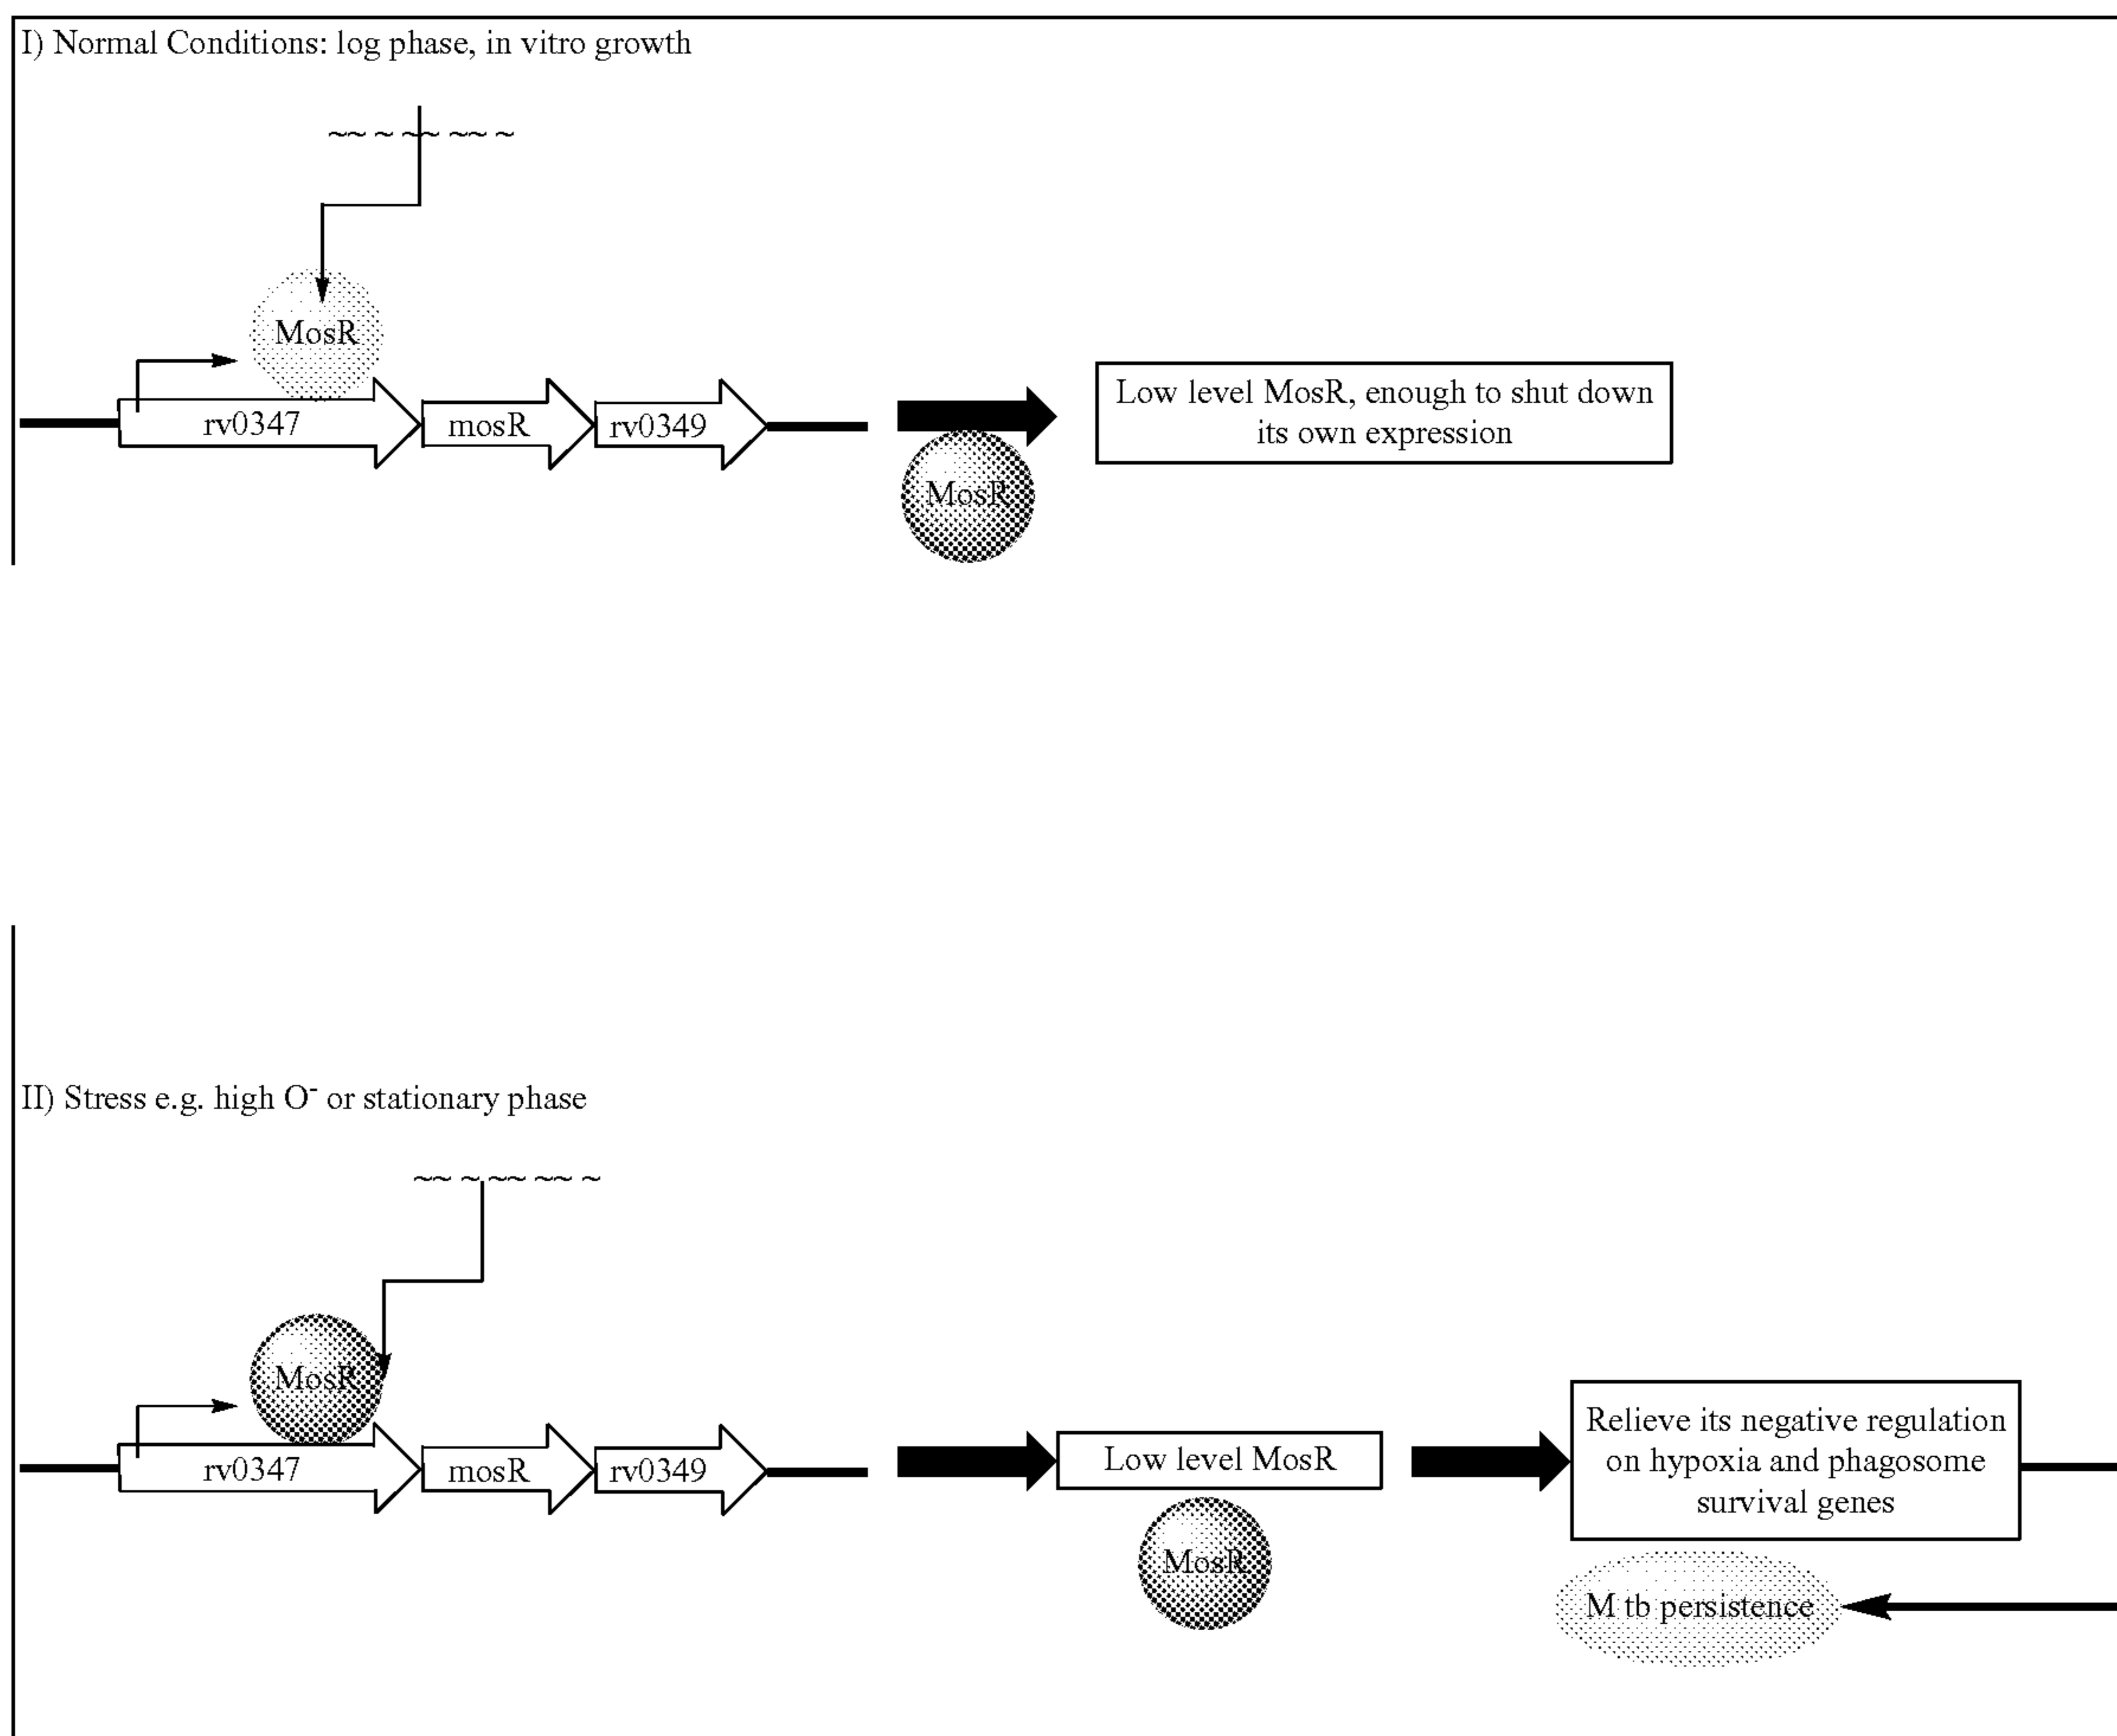 I) Normal Conditions: log phase, in vitro growth
~~ ~ ~~ ~~ ~
MosR
rv0347
mosR
rv0349
MosR
Low level MosR, enough to shut down
its own expression
II) Stress e.g. high O⁻ or stationary phase
~~ ~ ~~ ~~ ~
MosR
rv0347
mosR
rv0349
Low level MosR
MosR
Relieve its negative regulation
on hypoxia and phagosome
survival genes
M tb persistence